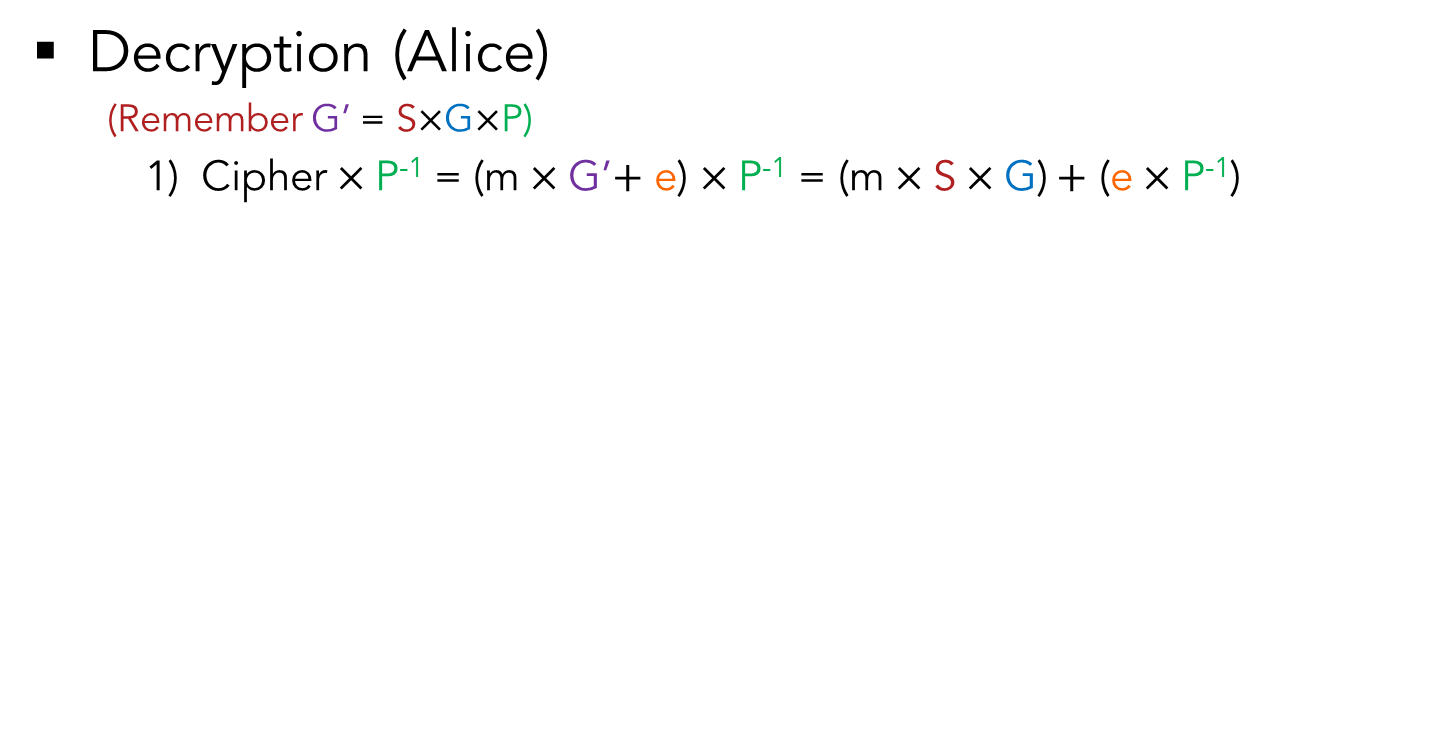 ▪ Decryption (Alice)
(Remember G’ = S×G×P)
1) Cipher × P⁻¹ = (m × G’+ e) × P⁻¹ = (m × S × G) + (e × P⁻¹)